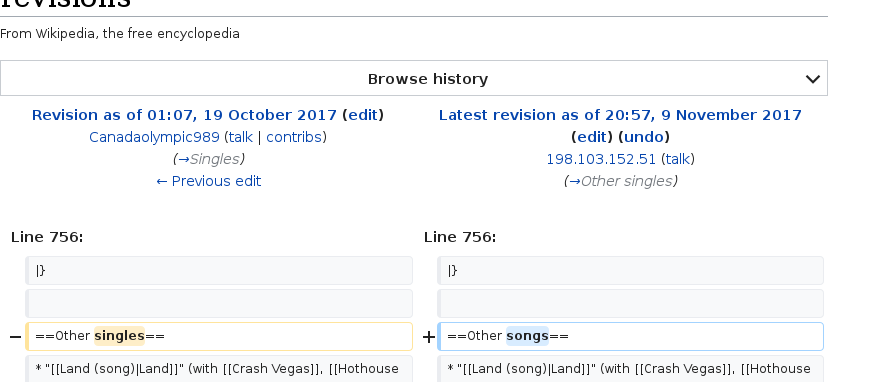 revisions
From Wikipedia, the free encyclopedia
Browse history
Revision as of 01:07, 19 October 2017 (edit)
Canadaolympic989 (talk | contribs)
(→Singles)
← Previous edit
Latest revision as of 20:57, 9 November 2017
(edit) (undo)
198.103.152.51 (talk)
(→Other singles)
Line 756:
Line 756:
|}
|}
− ==Other singles==
+ ==Other songs==
* "[[Land (song)|Land]]" (with [[Crash Vegas]], [[Hothouse
* "[[Land (song)|Land]]" (with [[Crash Vegas]], [[Hothouse